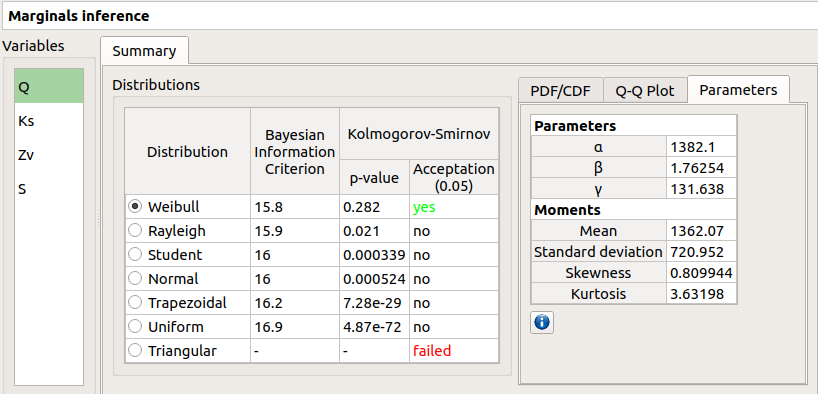 Marginals inference
Variables
Q
Ks
Zv
S
Summary
Distributions
Distribution Bayesian Information Criterion Kolmogorov-Smirnov
p-value Acceptation (0.05)
Weibull 15.8 0.282 yes
Rayleigh 15.9 0.021 no
Student 16 0.000339 no
Normal 16 0.000524 no
Trapezoidal 16.2 7.28e-29 no
Uniform 16.9 4.87e-72 no
Triangular - - failed
PDF/CDF Q-Q Plot Parameters
Parameters
α 1382.1
β 1.76254
γ 131.638
Moments
Mean 1362.07
Standard deviation 720.952
Skewness 0.809944
Kurtosis 3.63198